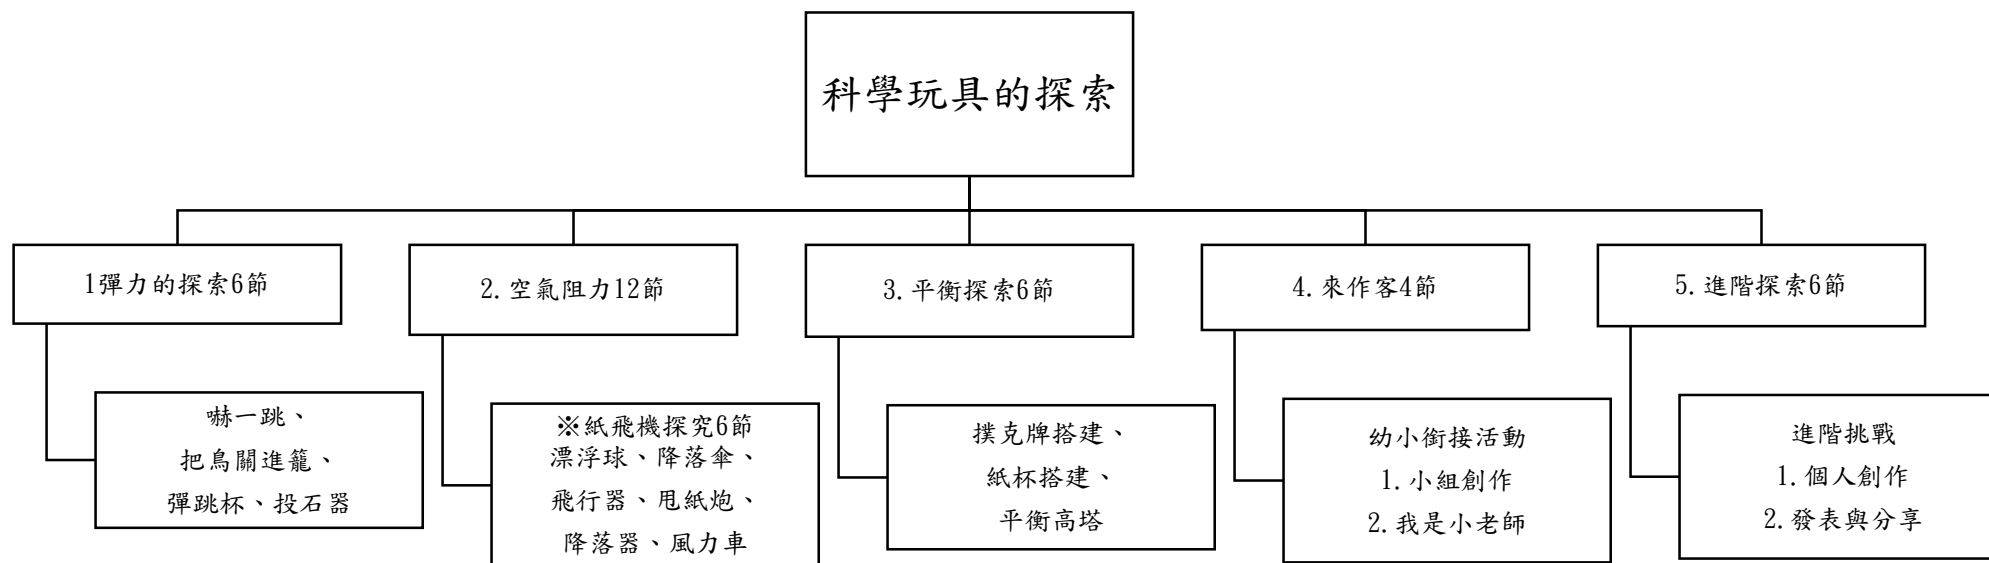 科學玩具的探索
1彈力的探索6節
2.空氣阻力12節
3.平衡探索6節
4.來作客4節
5.進階探索6節
嚇一跳、
把鳥關進籠、
彈跳杯、投石器
※紙飛機探究6節
漂浮球、降落傘、
飛行器、甩紙炮、
降落器、風力車
撲克牌搭建、
紙杯搭建、
平衡高塔
幼小銜接活動
1.小組創作
2.我是小老師
進階挑戰
1.個人創作
2.發表與分享